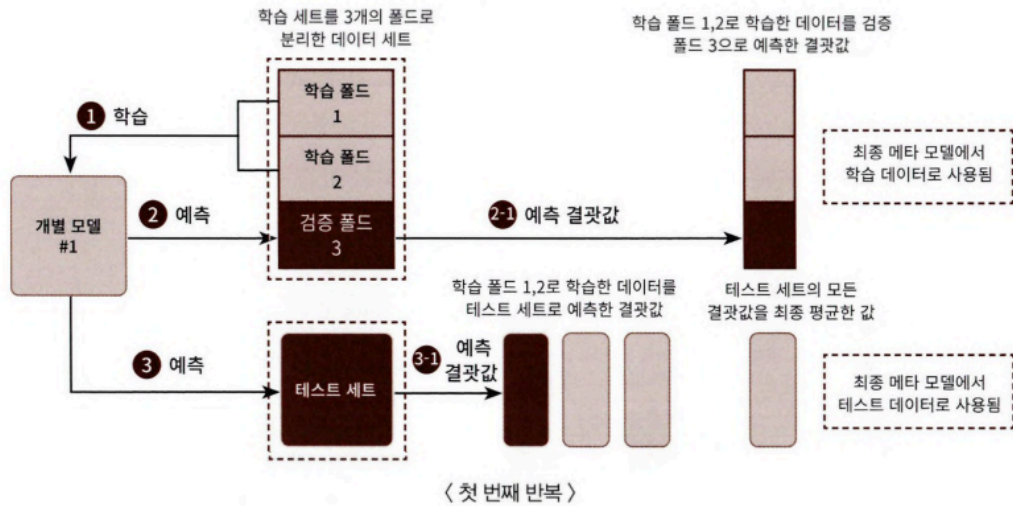 학습 세트를 3개의 폴드로
분리한 데이터 세트
학습 폴드 1,2로 학습한 데이터를 검증
폴드 3으로 예측한 결괏값
학습 폴드
1
1 학습
학습 폴드
2
최종 메타 모델에서
학습 데이터로 사용됨
개별 모델
#1
2 예측
검증 폴드
3
2-1 예측 결괏값
학습 폴드 1,2로 학습한 데이터를
테스트 세트로 예측한 결괏값
테스트 세트의 모든
결괏값을 최종 평균한 값
3 예측
테스트 세트
3-1 예측
결괏값
최종 메타 모델에서
테스트 데이터로 사용됨
〈 첫 번째 반복 〉